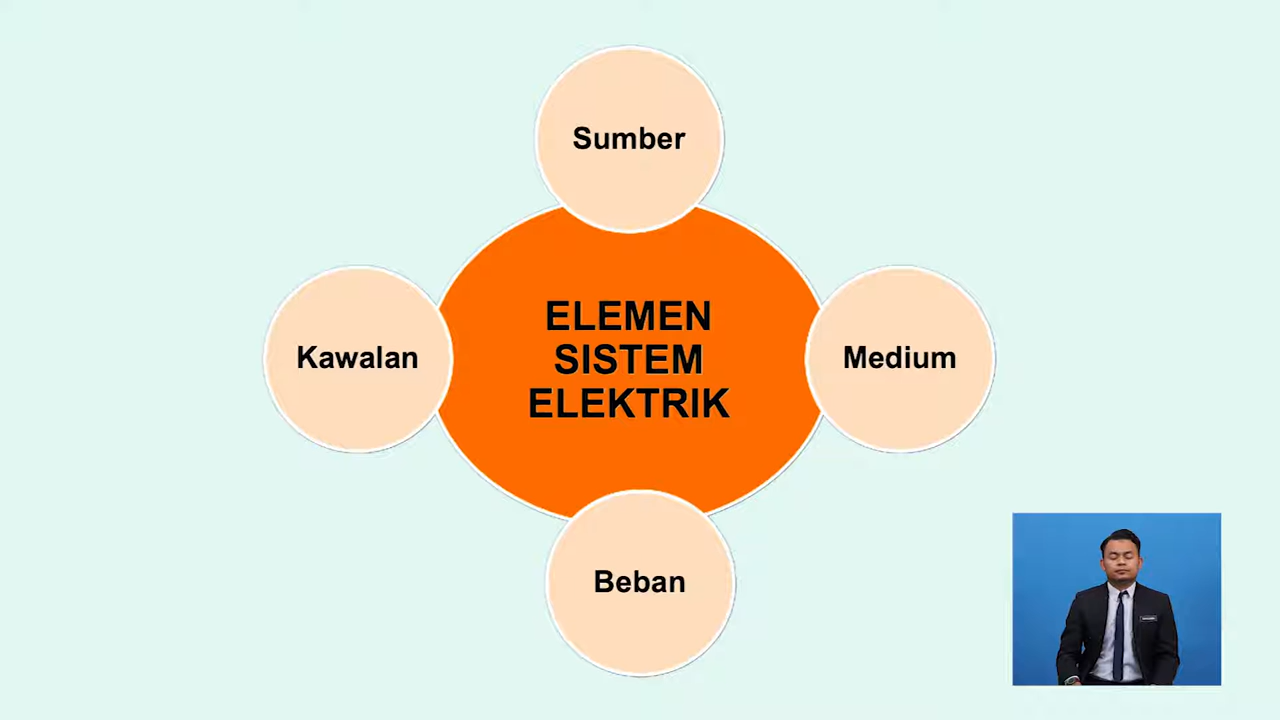 Sumber
Kawalan
ELEMEN
SISTEM
ELEKTRIK
Medium
Beban